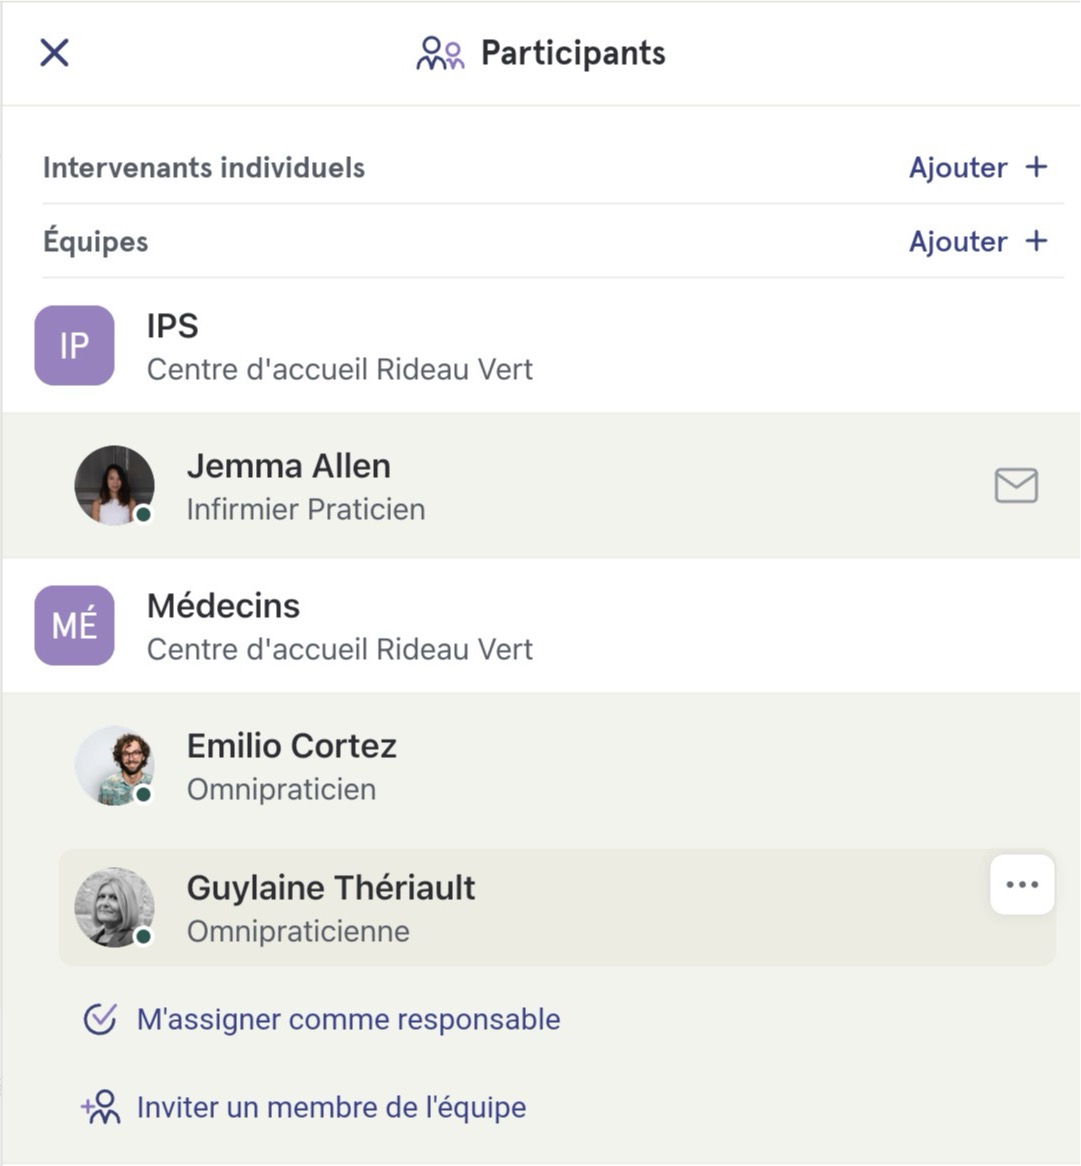 Participants
Intervenants individuels
Ajouter +
Équipes
Ajouter +
IP
IPS
Centre d'accueil Rideau Vert
Jemma Allen
Infirmier Praticien
MÉ
Médecins
Centre d'accueil Rideau Vert
Emilio Cortez
Omnipraticien
Guylaine Thériault
Omnipraticienne
M'assigner comme responsable
Inviter un membre de l'équipe